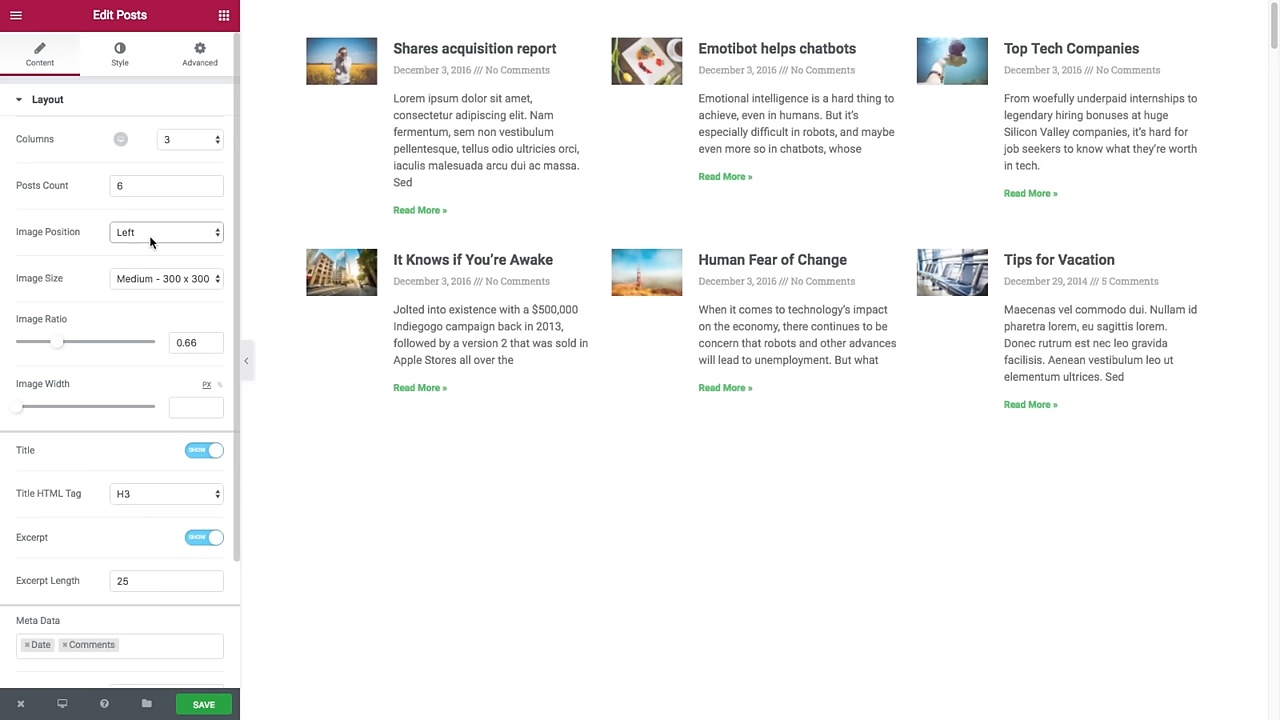 Edit Posts
Content
Style
Advanced
Layout
Columns
3
Posts Count
6
Image Position
Left
Image Size
Medium - 300 x 300
Image Ratio
0.66
Image Width
PX %
Title
SHOW
Title HTML Tag
H3
Excerpt
SHOW
Excerpt Length
25
Meta Data
×Date ×Comments
SAVE
Shares acquisition report
December 3, 2016 /// No Comments
Lorem ipsum dolor sit amet,
consectetur adipiscing elit. Nam
fermentum, sem non vestibulum
pellentesque, tellus odio ultricies orci,
iaculis malesuada arcu dui ac massa.
Sed
Read More »
Emotibot helps chatbots
December 3, 2016 /// No Comments
Emotional intelligence is a hard thing to
achieve, even in humans. But it's
especially difficult in robots, and maybe
even more so in chatbots, whose
Read More »
Top Tech Companies
December 3, 2016 /// No Comments
From woefully underpaid internships to
legendary hiring bonuses at huge
Silicon Valley companies, it's hard for
job seekers to know what they're worth
in tech.
Read More »
It Knows if You're Awake
December 3, 2016 /// No Comments
Jolted into existence with a $500,000
Indiegogo campaign back in 2013,
followed by a version 2 that was sold in
Apple Stores all over the
Read More »
Human Fear of Change
December 3, 2016 /// No Comments
When it comes to technology's impact
on the economy, there continues to be
concern that robots and other advances
will lead to unemployment. But what
Read More »
Tips for Vacation
December 29, 2014 /// 5 Comments
Maecenas vel commodo dui. Nullam id
pharetra lorem, eu sagittis lorem.
Donec rutrum est nec leo gravida
facilisis. Aenean vestibulum leo ut
elementum ultrices. Sed
Read More »